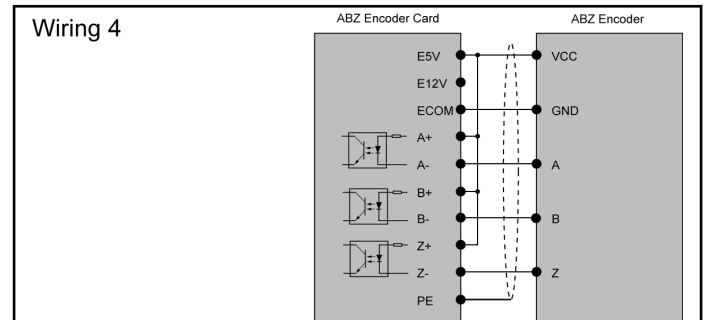 Wiring 4
ABZ Encoder Card
ABZ Encoder
E5V
VCC
E12V
ECOM
GND
A+
A-
A
B+
B-
B
Z+
Z-
Z
PE